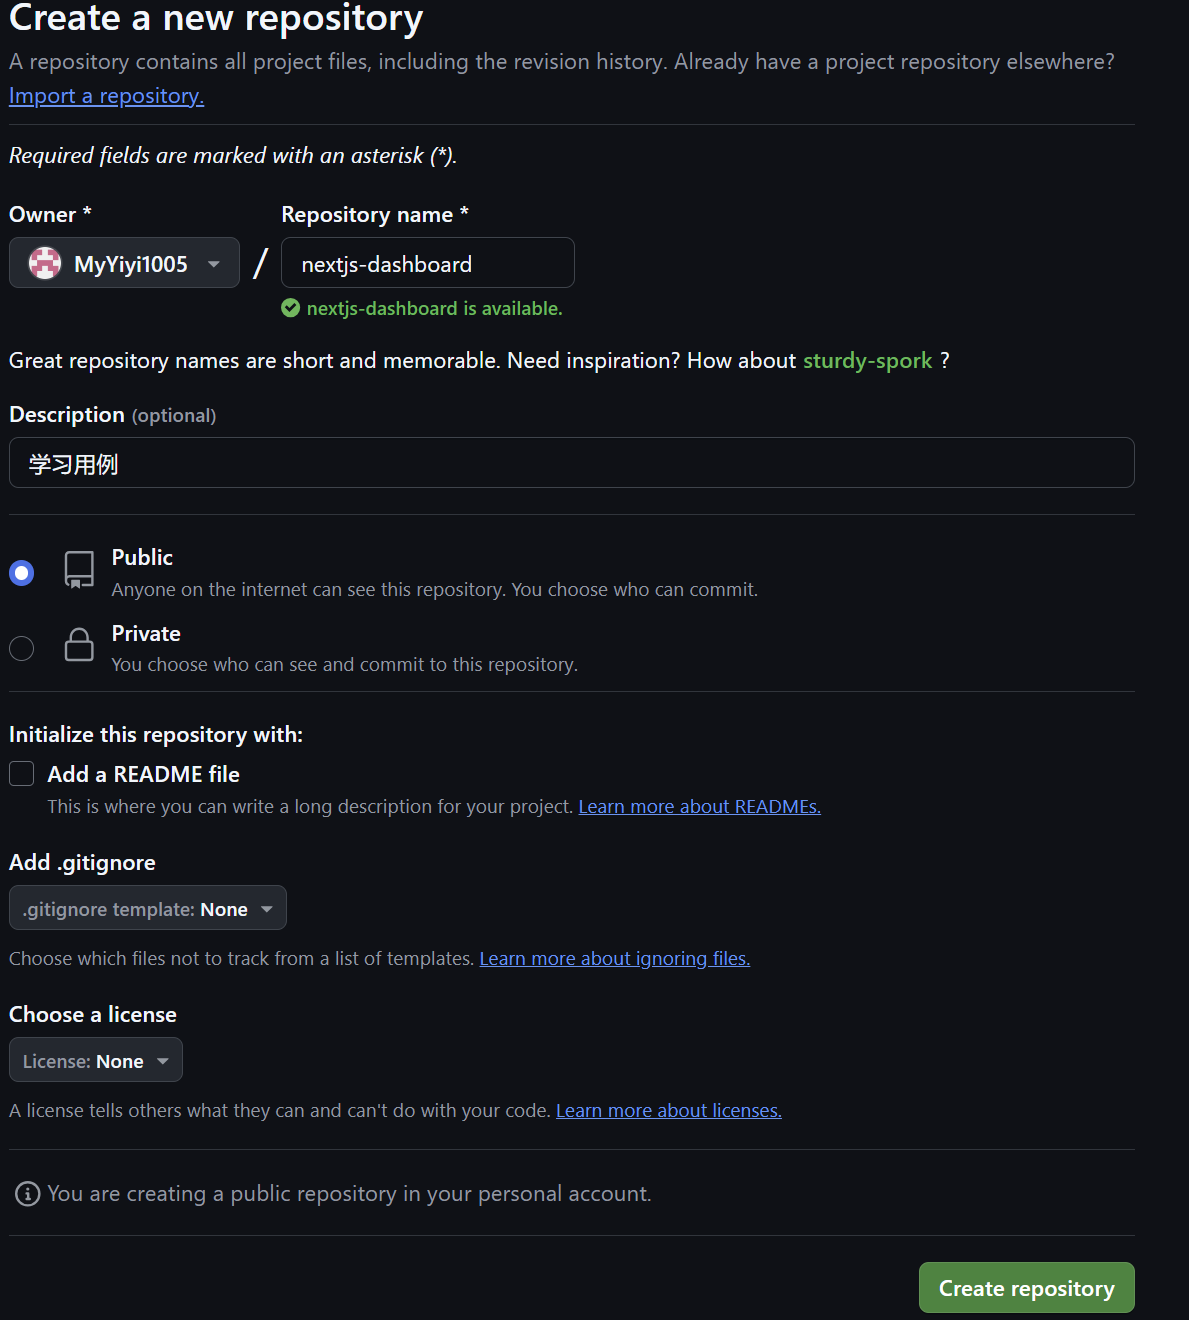 Create a new repository
A repository contains all project files, including the revision history. Already have a project repository elsewhere?
Import a repository.
Required fields are marked with an asterisk (*).
Owner *
Repository name *
MyYiyi1005
/
nextjs-dashboard
nextjs-dashboard is available.
Great repository names are short and memorable. Need inspiration? How about sturdy-spork ?
Description (optional)
学习用例
Public
Anyone on the internet can see this repository. You choose who can commit.
Private
You choose who can see and commit to this repository.
Initialize this repository with:
Add a README file
This is where you can write a long description for your project. Learn more about READMEs.
Add .gitignore
.gitignore template: None
Choose which files not to track from a list of templates. Learn more about ignoring files.
Choose a license
License: None
A license tells others what they can and can't do with your code. Learn more about licenses.
You are creating a public repository in your personal account.
Create repository